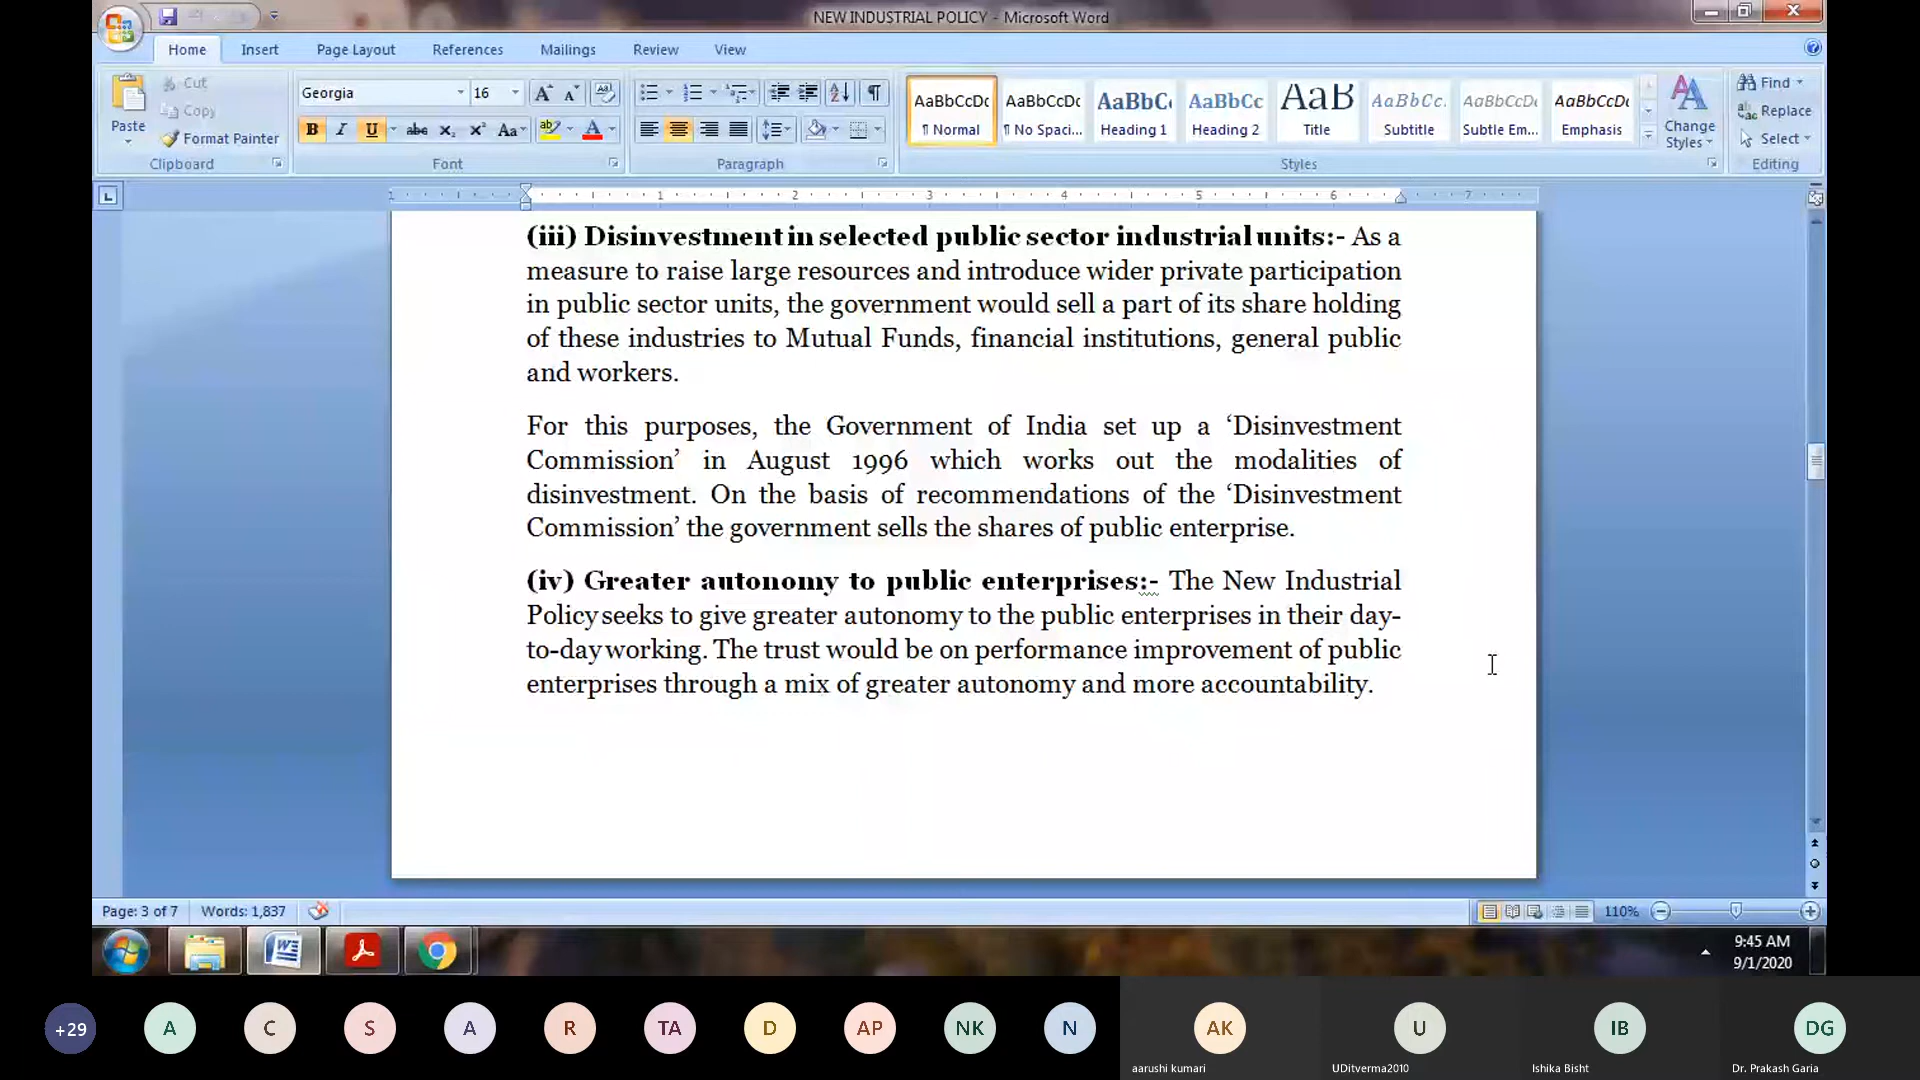 NEW INDUSTRIAL POLICY - Microsoft Word
Home Insert Page Layout References Mailings Review View
Paste
Cut
Copy
Format Painter
Clipboard
Georgia 16
Font
Paragraph
AaBbCcDc AaBbCcDc AaBbC AaBbCc AaB AaBbCc. AaBbCcDc AaBbCcDc
¶ Normal ¶ No Spaci... Heading 1 Heading 2 Title Subtitle Subtle Em... Emphasis
Change Styles
Styles
Find
Replace
Select
Editing
1 1 2 3 4 5 6 7
(iii) Disinvestment in selected public sector industrial units:- As a
measure to raise large resources and introduce wider private participation
in public sector units, the government would sell a part of its share holding
of these industries to Mutual Funds, financial institutions, general public
and workers.
For this purposes, the Government of India set up a ‘Disinvestment
Commission’ in August 1996 which works out the modalities of
disinvestment. On the basis of recommendations of the ‘Disinvestment
Commission’ the government sells the shares of public enterprise.
(iv) Greater autonomy to public enterprises:- The New Industrial
Policy seeks to give greater autonomy to the public enterprises in their day-
to-day working. The trust would be on performance improvement of public
enterprises through a mix of greater autonomy and more accountability.
Page: 3 of 7 Words: 1,837 110%
9:45 AM
9/1/2020
+29 A C S A R TA D AP NK N AK U IB DG
aarushi kumari UDitverma2010 Ishika Bisht Dr. Prakash Garia